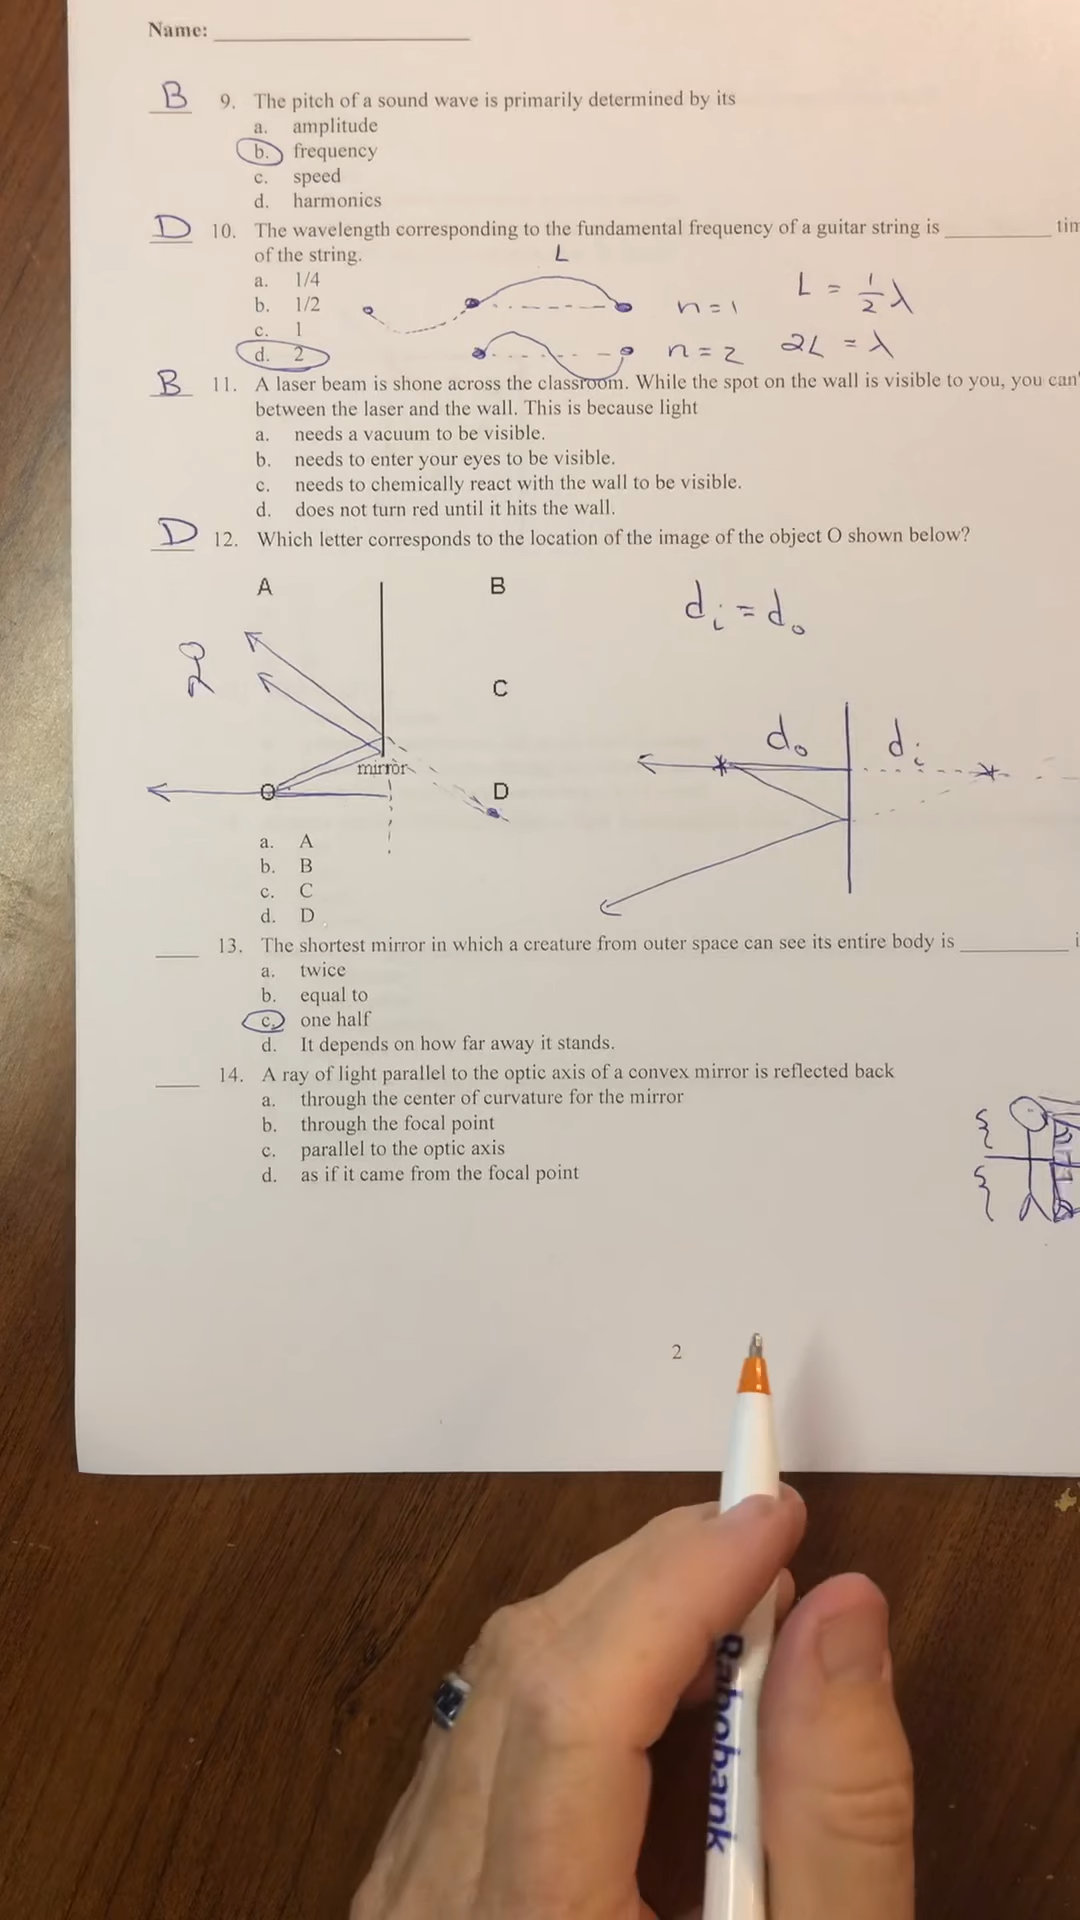 Name:
B 9. The pitch of a sound wave is primarily determined by its
a. amplitude
b. frequency
c. speed
d. harmonics
D 10. The wavelength corresponding to the fundamental frequency of a guitar string is
of the string.
L
a. 1/4
b. 1/2
c. 1
d. 2
n=1 L = 1/2 λ
n=2 2L = λ
B 11. A laser beam is shone across the classroom. While the spot on the wall is visible to you, you can'
between the laser and the wall. This is because light
a. needs a vacuum to be visible.
b. needs to enter your eyes to be visible.
c. needs to chemically react with the wall to be visible.
d. does not turn red until it hits the wall.
D 12. Which letter corresponds to the location of the image of the object O shown below?
A B
di = do
C
do di
mirror
O D
a. A
b. B
c. C
d. D
13. The shortest mirror in which a creature from outer space can see its entire body is
a. twice
b. equal to
c. one half
d. It depends on how far away it stands.
14. A ray of light parallel to the optic axis of a convex mirror is reflected back
a. through the center of curvature for the mirror
b. through the focal point
c. parallel to the optic axis
d. as if it came from the focal point
2
Rabobank